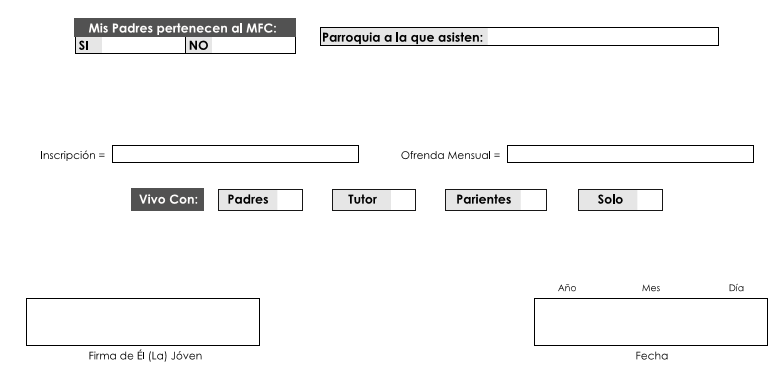 Mis Padres pertenecen al MFC:
SI NO
Parroquia a la que asisten:
Inscripción = Ofrenda Mensual =
Vivo Con: Padres Tutor Parientes Solo
Año Mes Día
Firma de Él (La) Jóven Fecha